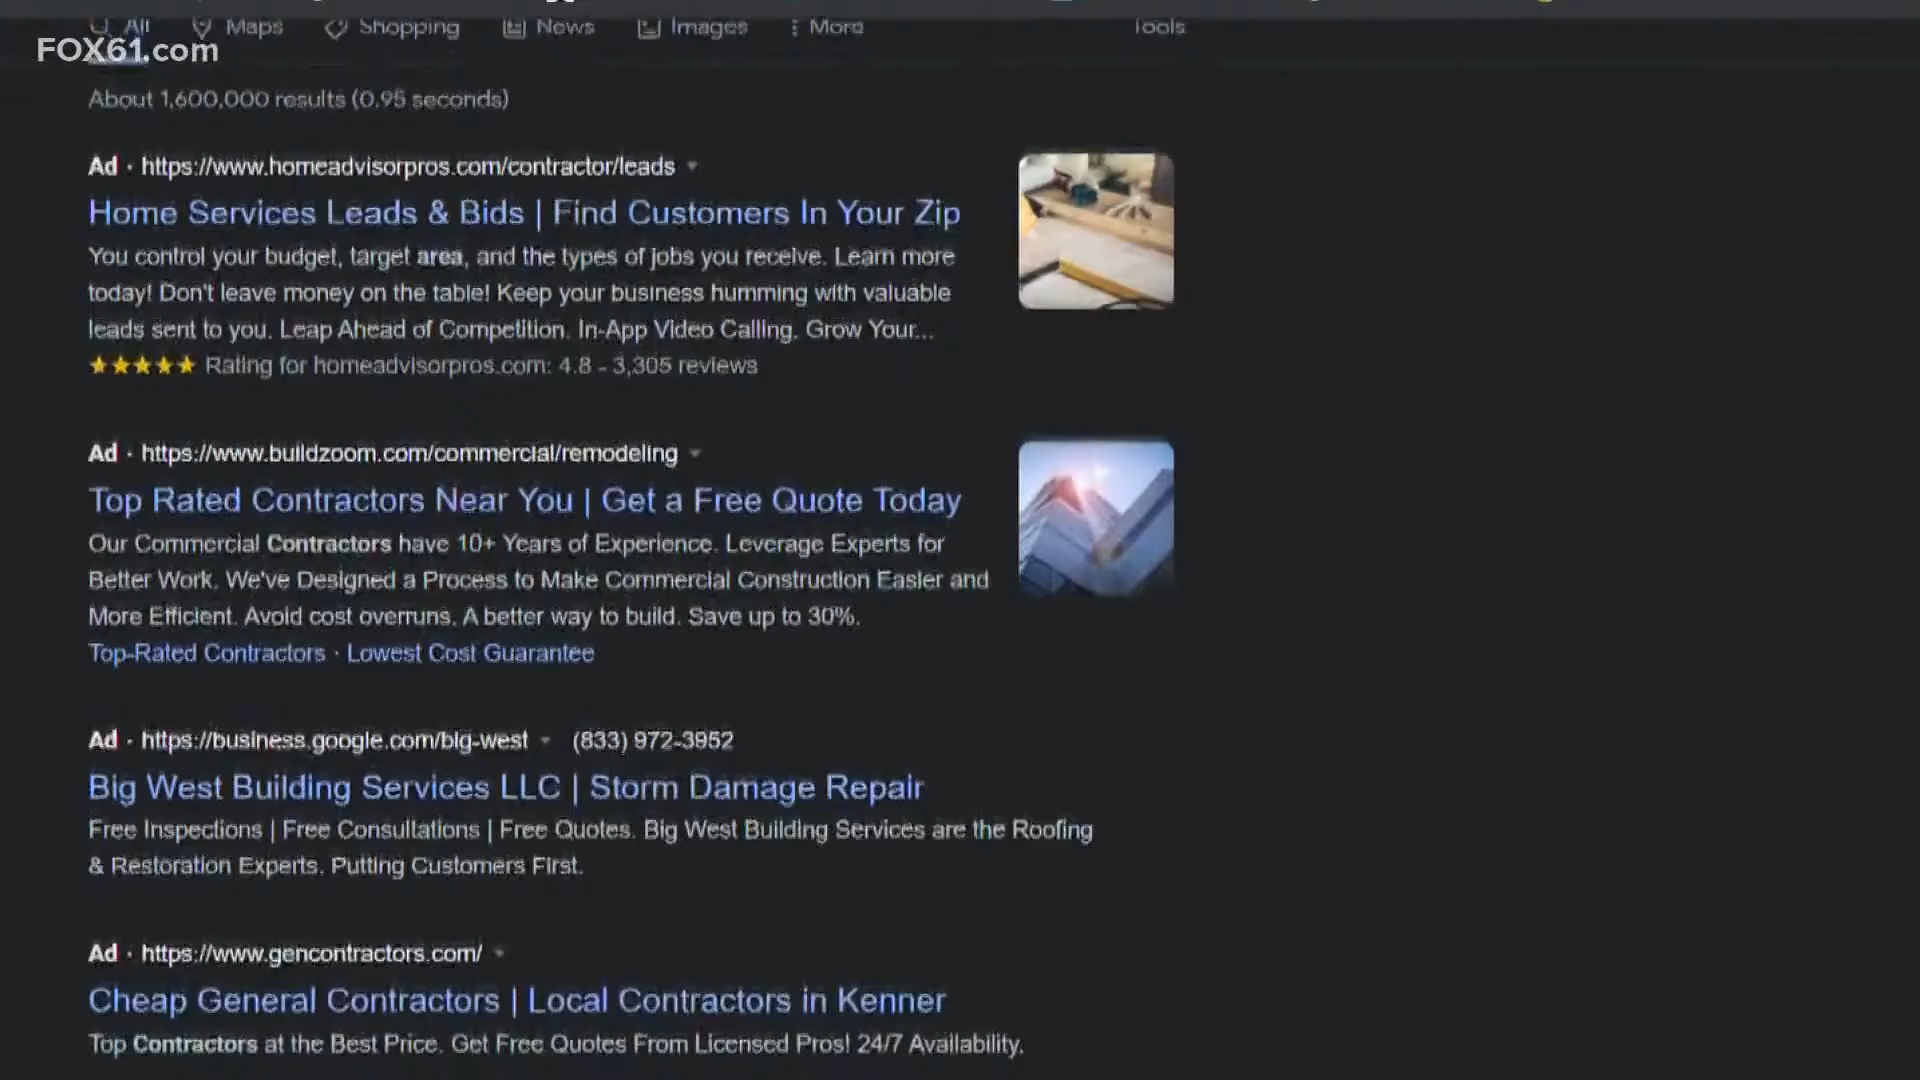 All Maps Shopping News Images More Tools
FOX61.com
About 1,600,000 results (0.95 seconds)
Ad · https://www.homeadvisorpros.com/contractor/leads
Home Services Leads & Bids | Find Customers In Your Zip
You control your budget, target area, and the types of jobs you receive. Learn more
today! Don't leave money on the table! Keep your business humming with valuable
leads sent to you. Leap Ahead of Competition. In-App Video Calling. Grow Your...
Rating for homeadvisorpros.com: 4.8 - 3,305 reviews
Ad · https://www.buildzoom.com/commercial/remodeling
Top Rated Contractors Near You | Get a Free Quote Today
Our Commercial Contractors have 10+ Years of Experience. Leverage Experts for
Better Work. We've Designed a Process to Make Commercial Construction Easier and
More Efficient. Avoid cost overruns. A better way to build. Save up to 30%.
Top-Rated Contractors · Lowest Cost Guarantee
Ad · https://business.google.com/big-west (833) 972-3952
Big West Building Services LLC | Storm Damage Repair
Free Inspections | Free Consultations | Free Quotes. Big West Building Services are the Roofing
& Restoration Experts. Putting Customers First.
Ad · https://www.gencontractors.com/
Cheap General Contractors | Local Contractors in Kenner
Top Contractors at the Best Price. Get Free Quotes From Licensed Pros! 24/7 Availability.